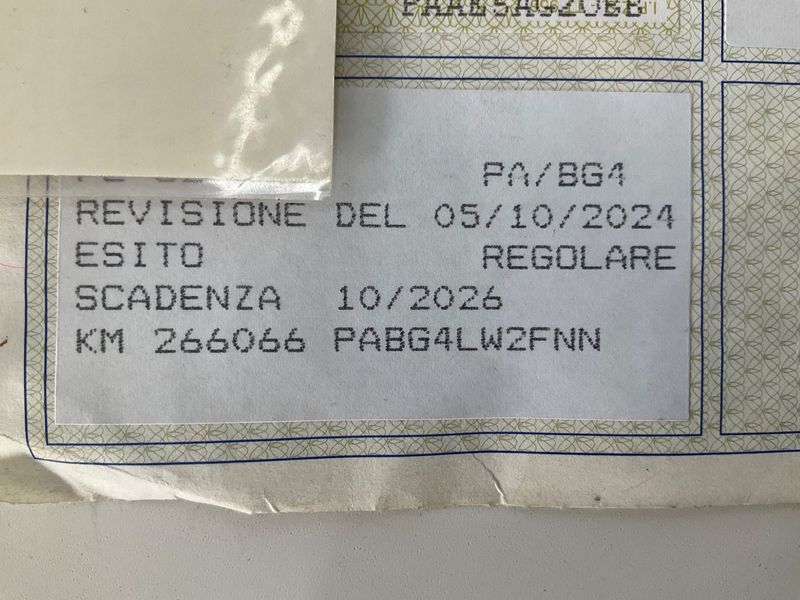 PA/BG4
REVISIONE DEL 05/10/2024
ESITO REGOLARE
SCADENZA 10/2026
KM 266066 PABG4LW2FNN